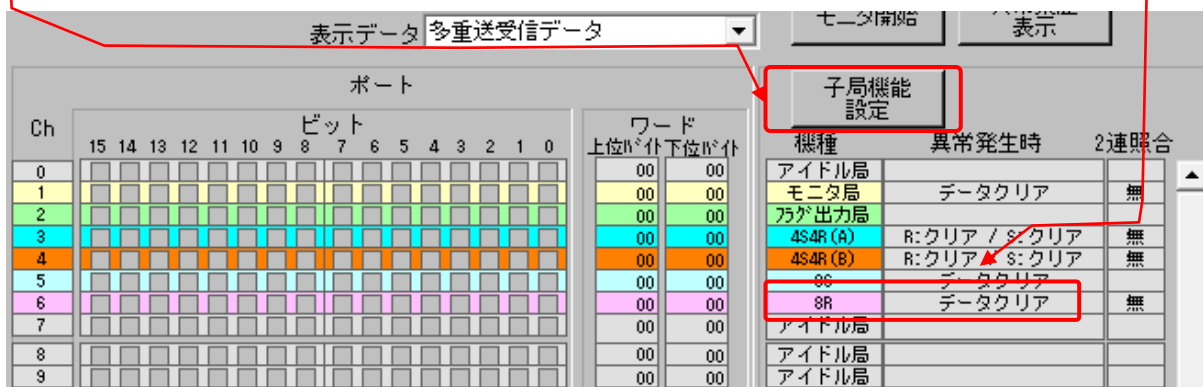 表示データ 多重送受信データ
モニタ開始
表示
ポート
子局機能
設定
Ch ビット ワード
15 14 13 12 11 10 9 8 7 6 5 4 3 2 1 0 上位ﾊﾞｲﾄ 下位ﾊﾞｲﾄ 機種 異常発生時 2連照合
0 00 00 アイドル局
1 00 00 モニタ局 データクリア 無
2 00 00 ﾌﾗｸﾞ出力局
3 00 00 4S4R(A) R:クリア / S:クリア 無
4 00 00 4S4R(B) R:クリア / S:クリア 無
5 00 00 8S データクリア
6 00 00 8R データクリア 無
7 00 00 アイドル局
8 00 00 アイドル局
9 00 00 アイドル局